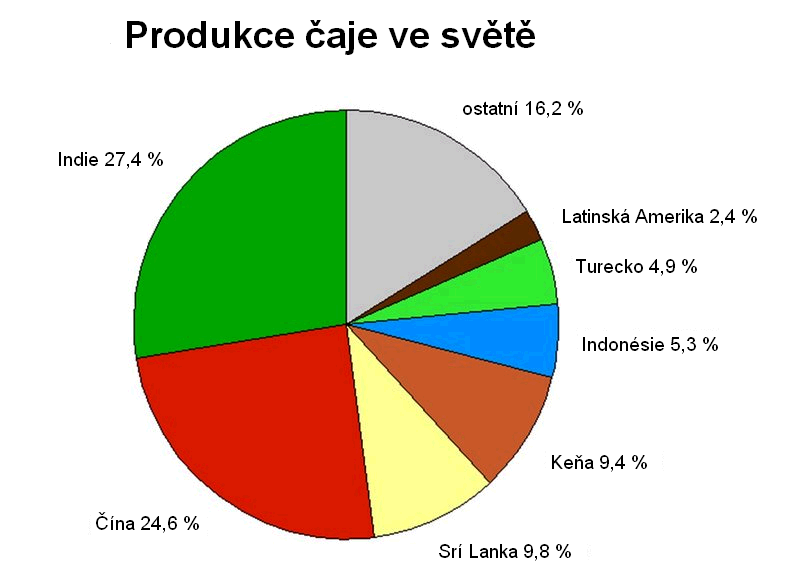 Produkce čaje ve světě
ostatní 16,2 %
Indie 27,4 %
Latinská Amerika 2,4 %
Turecko 4,9 %
Indonésie 5,3 %
Keňa 9,4 %
Čína 24,6 %
Srí Lanka 9,8 %